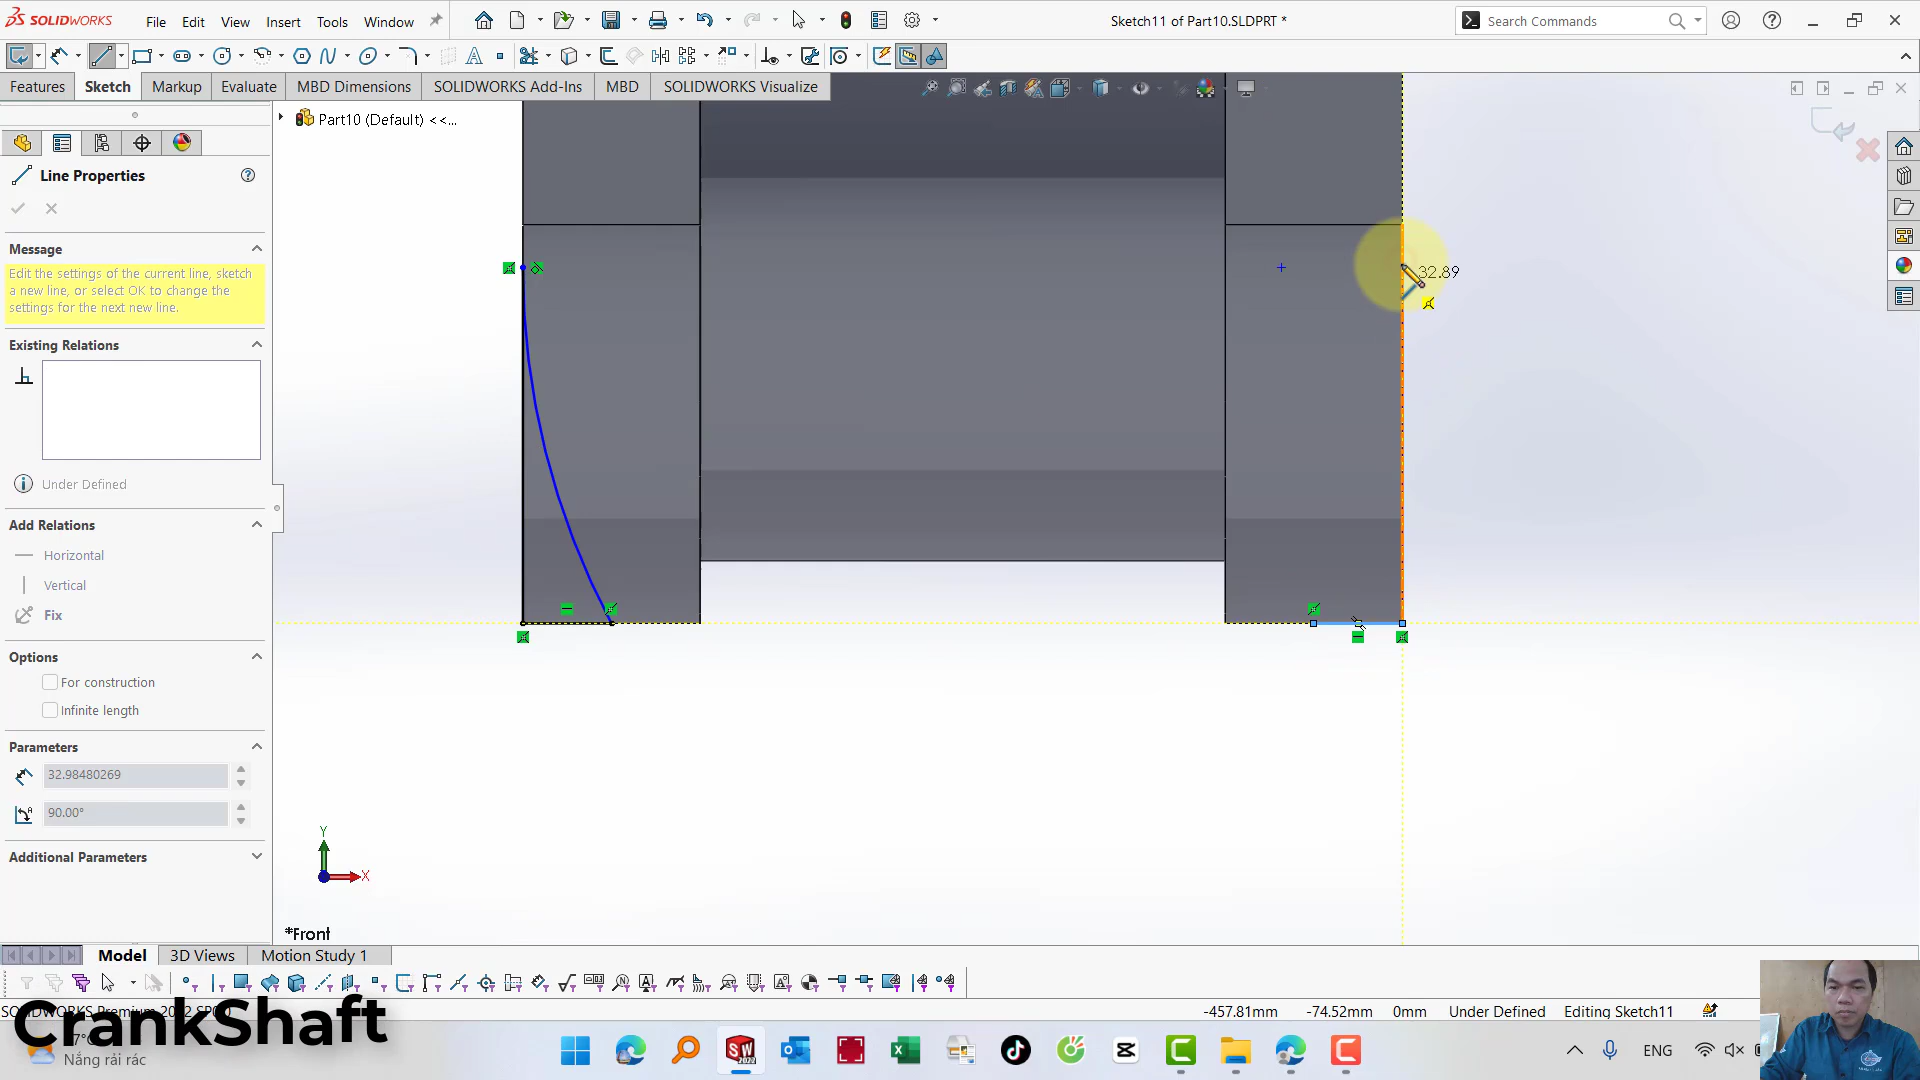 SOLIDWORKS
File Edit View Insert Tools Window
Sketch11 of Part10.SLDPRT *
Search Commands
Features Sketch Markup Evaluate MBD Dimensions SOLIDWORKS Add-Ins MBD SOLIDWORKS Visualize
Part10 (Default) <<...
Line Properties
Message
Edit the settings of the current line, sketch
a new line, or select OK to change the
settings for the next new line.
Existing Relations
Under Defined
Add Relations
Horizontal
Vertical
Fix
Options
For construction
Infinite length
Parameters
32.98480269
90.00°
Additional Parameters
32.89
Y
X
*Front
Model 3D Views Motion Study 1
SOLIDWORKS Premium
-457.81mm -74.52mm 0mm Under Defined Editing Sketch11
CrankShaft
Nắng rải rác
SW
2022
ENG